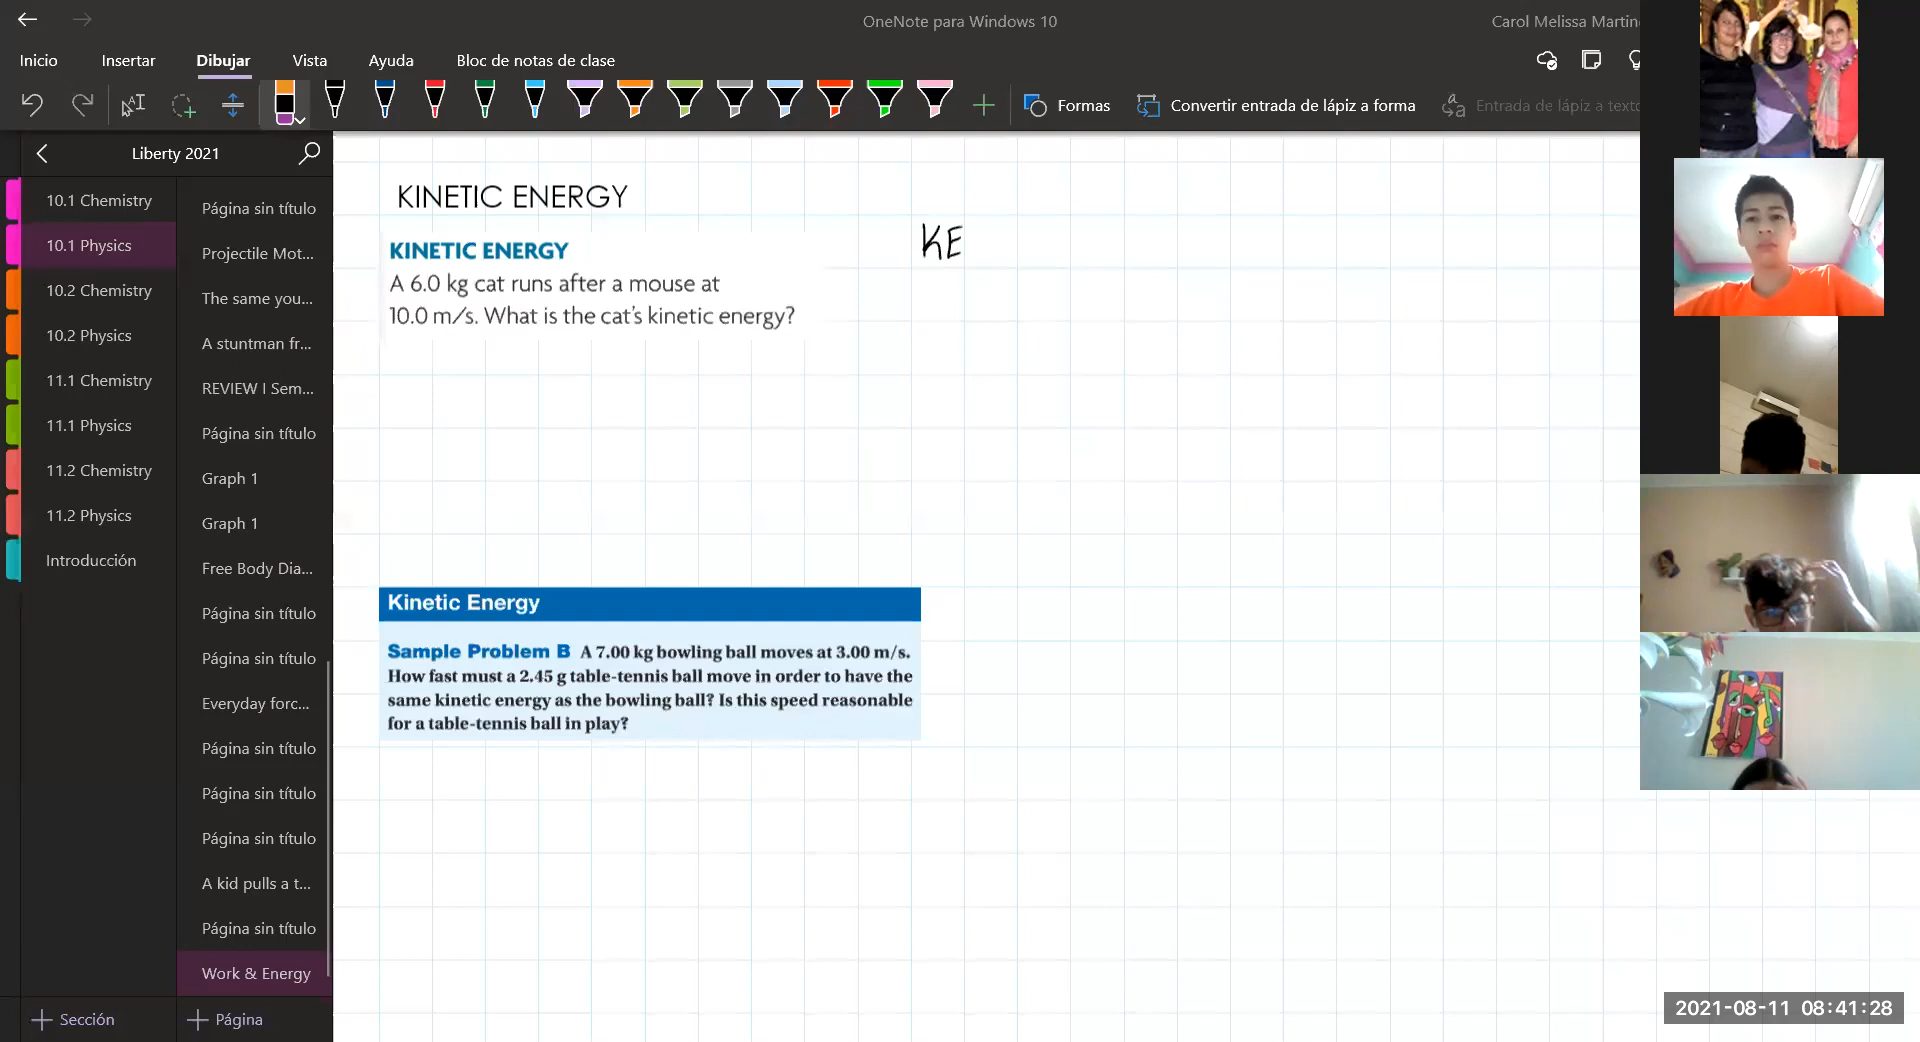 OneNote para Windows 10
Carol Melissa Martin
Inicio
Insertar
Dibujar
Vista
Ayuda
Bloc de notas de clase
Formas
Convertir entrada de lápiz a forma
Entrada de lápiz a texto
Liberty 2021
10.1 Chemistry
10.1 Physics
10.2 Chemistry
10.2 Physics
11.1 Chemistry
11.1 Physics
11.2 Chemistry
11.2 Physics
Introducción
Sección
Página sin título
Projectile Mot...
The same you...
A stuntman fr...
REVIEW I Sem...
Página sin título
Graph 1
Graph 1
Free Body Dia...
Página sin título
Página sin título
Everyday forc...
Página sin título
Página sin título
Página sin título
A kid pulls a t...
Página sin título
Work & Energy
Página
KINETIC ENERGY
KE
KINETIC ENERGY
A 6.0 kg cat runs after a mouse at
10.0 m/s. What is the cat's kinetic energy?
Kinetic Energy
Sample Problem B A 7.00 kg bowling ball moves at 3.00 m/s.
How fast must a 2.45 g table-tennis ball move in order to have the
same kinetic energy as the bowling ball? Is this speed reasonable
for a table-tennis ball in play?
2021-08-11 08:41:28